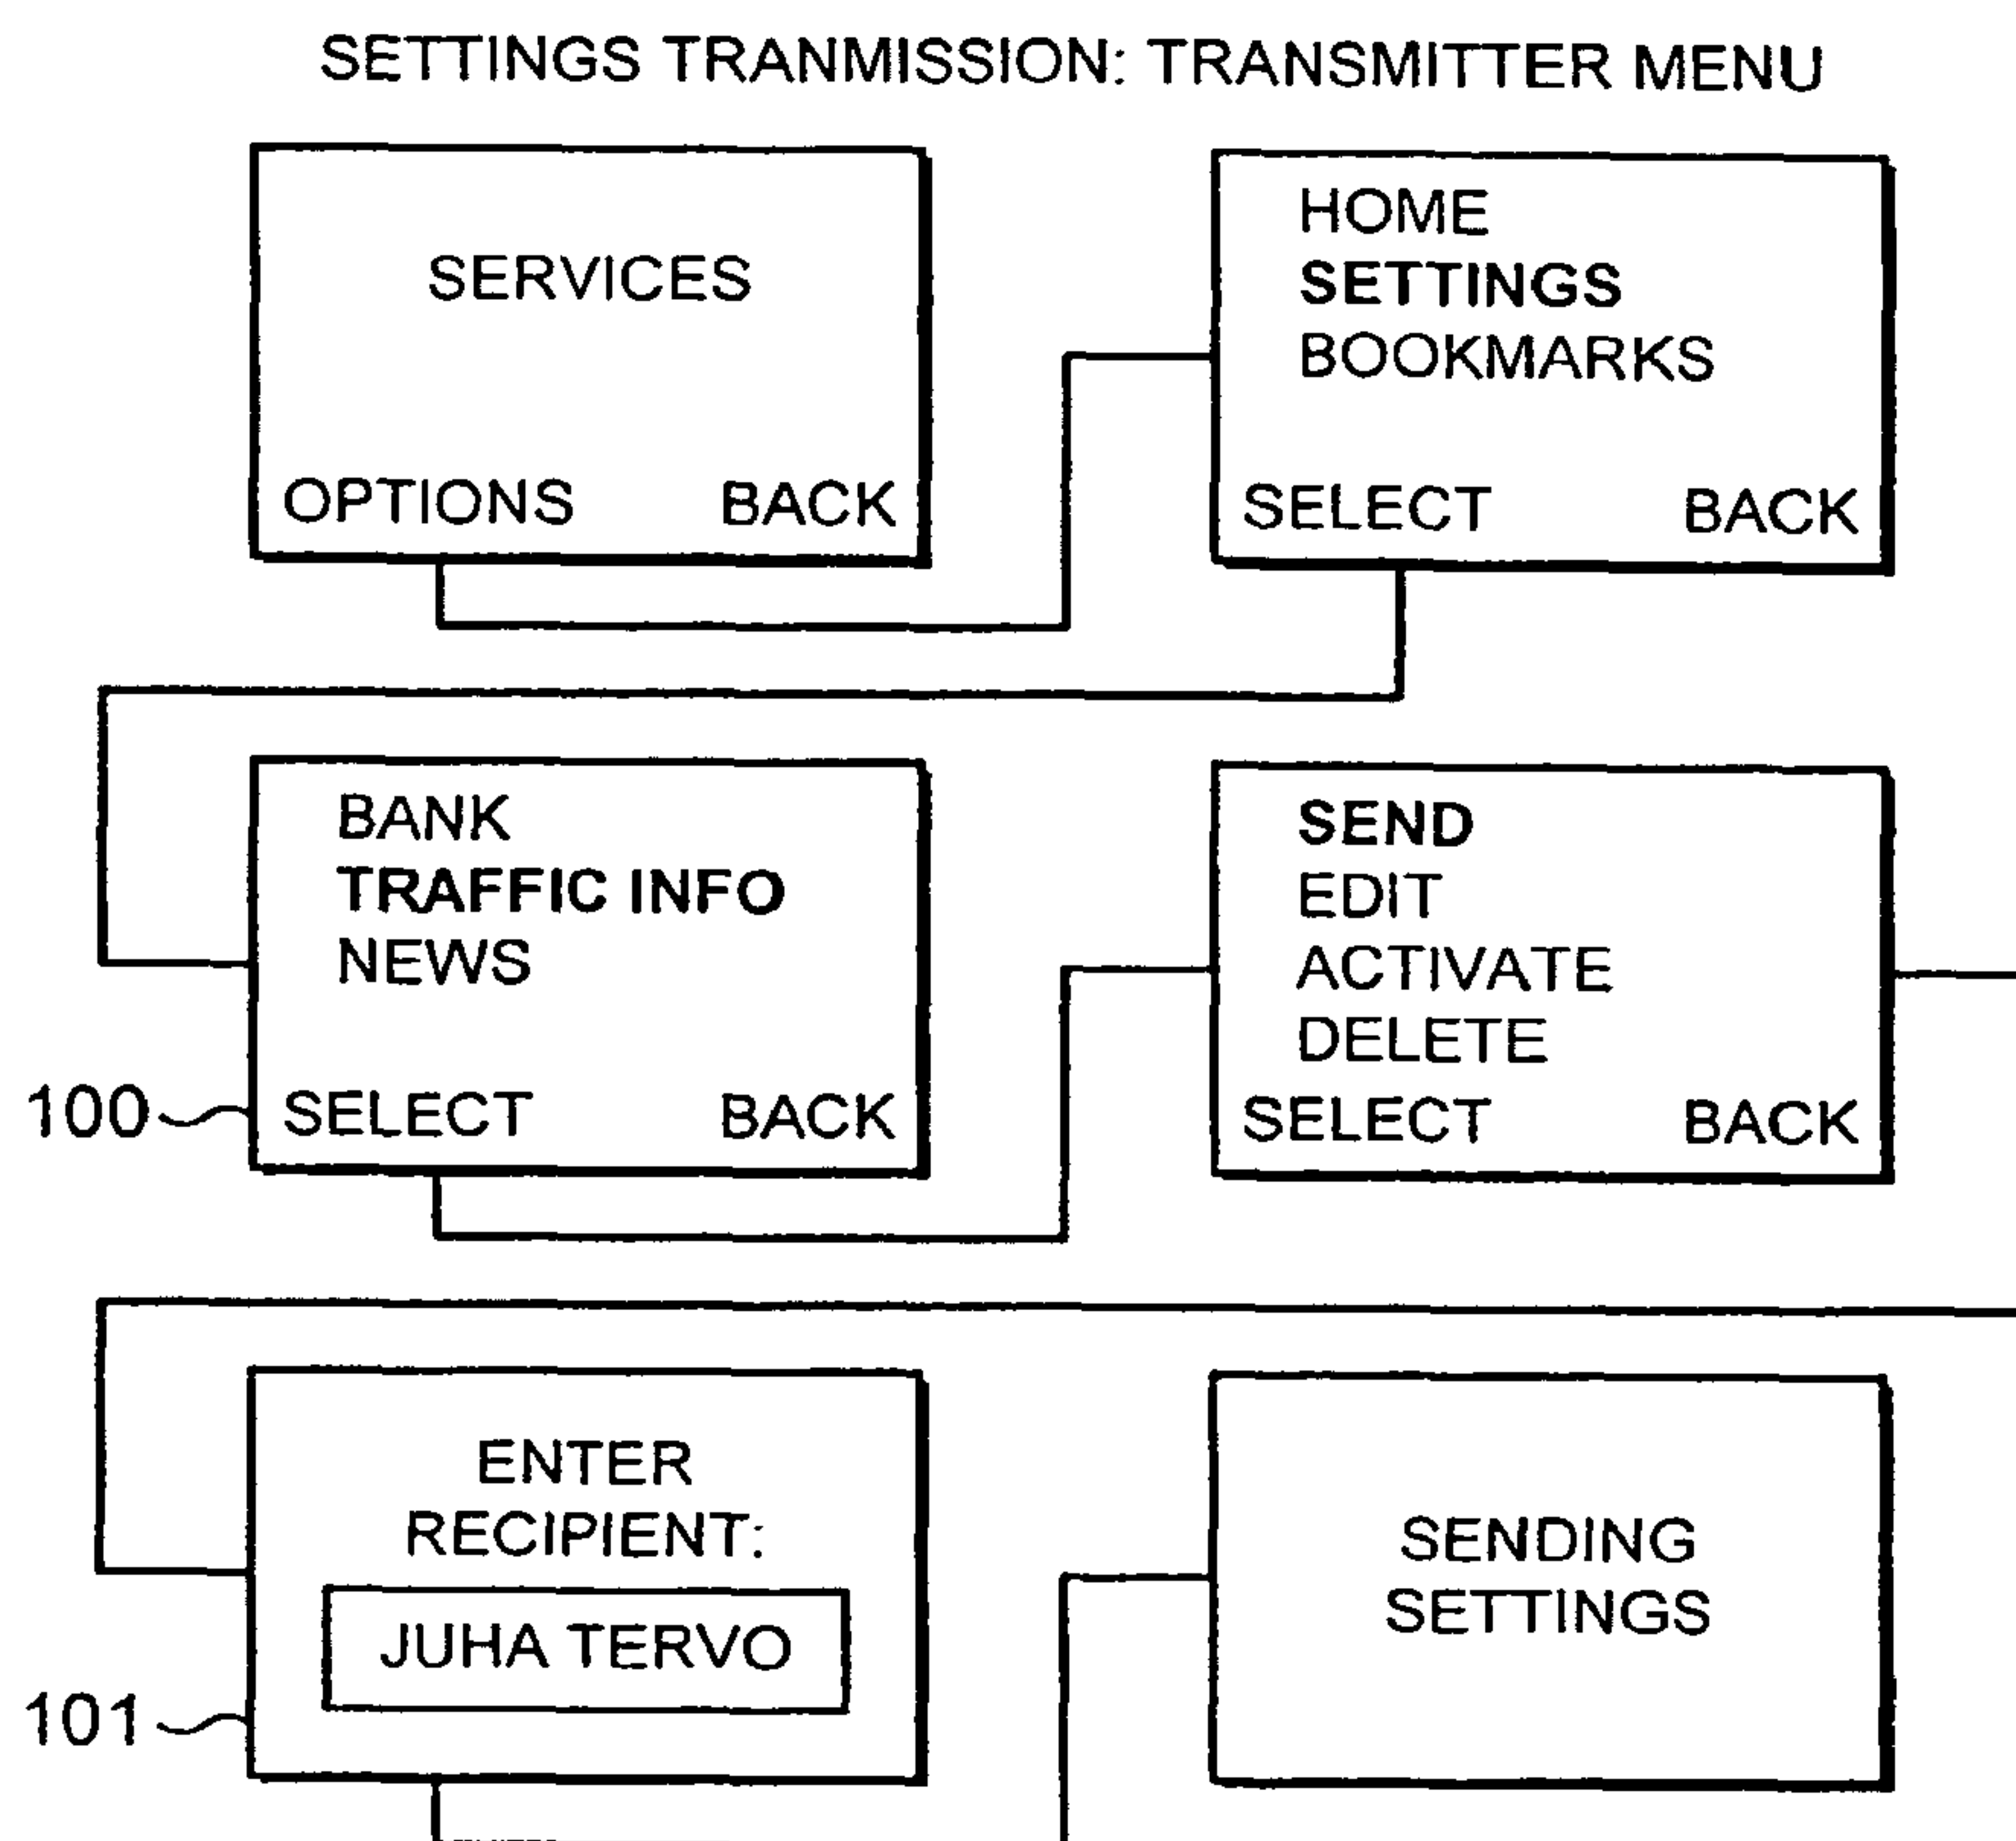 SETTINGS TRANMISSION: TRANSMITTER MENU
SERVICES
OPTIONS BACK
HOME
SETTINGS
BOOKMARKS
SELECT BACK
BANK
TRAFFIC INFO
NEWS
100 SELECT BACK
SEND
EDIT
ACTIVATE
DELETE
SELECT BACK
ENTER
RECIPIENT:
JUHA TERVO
101
SENDING
SETTINGS